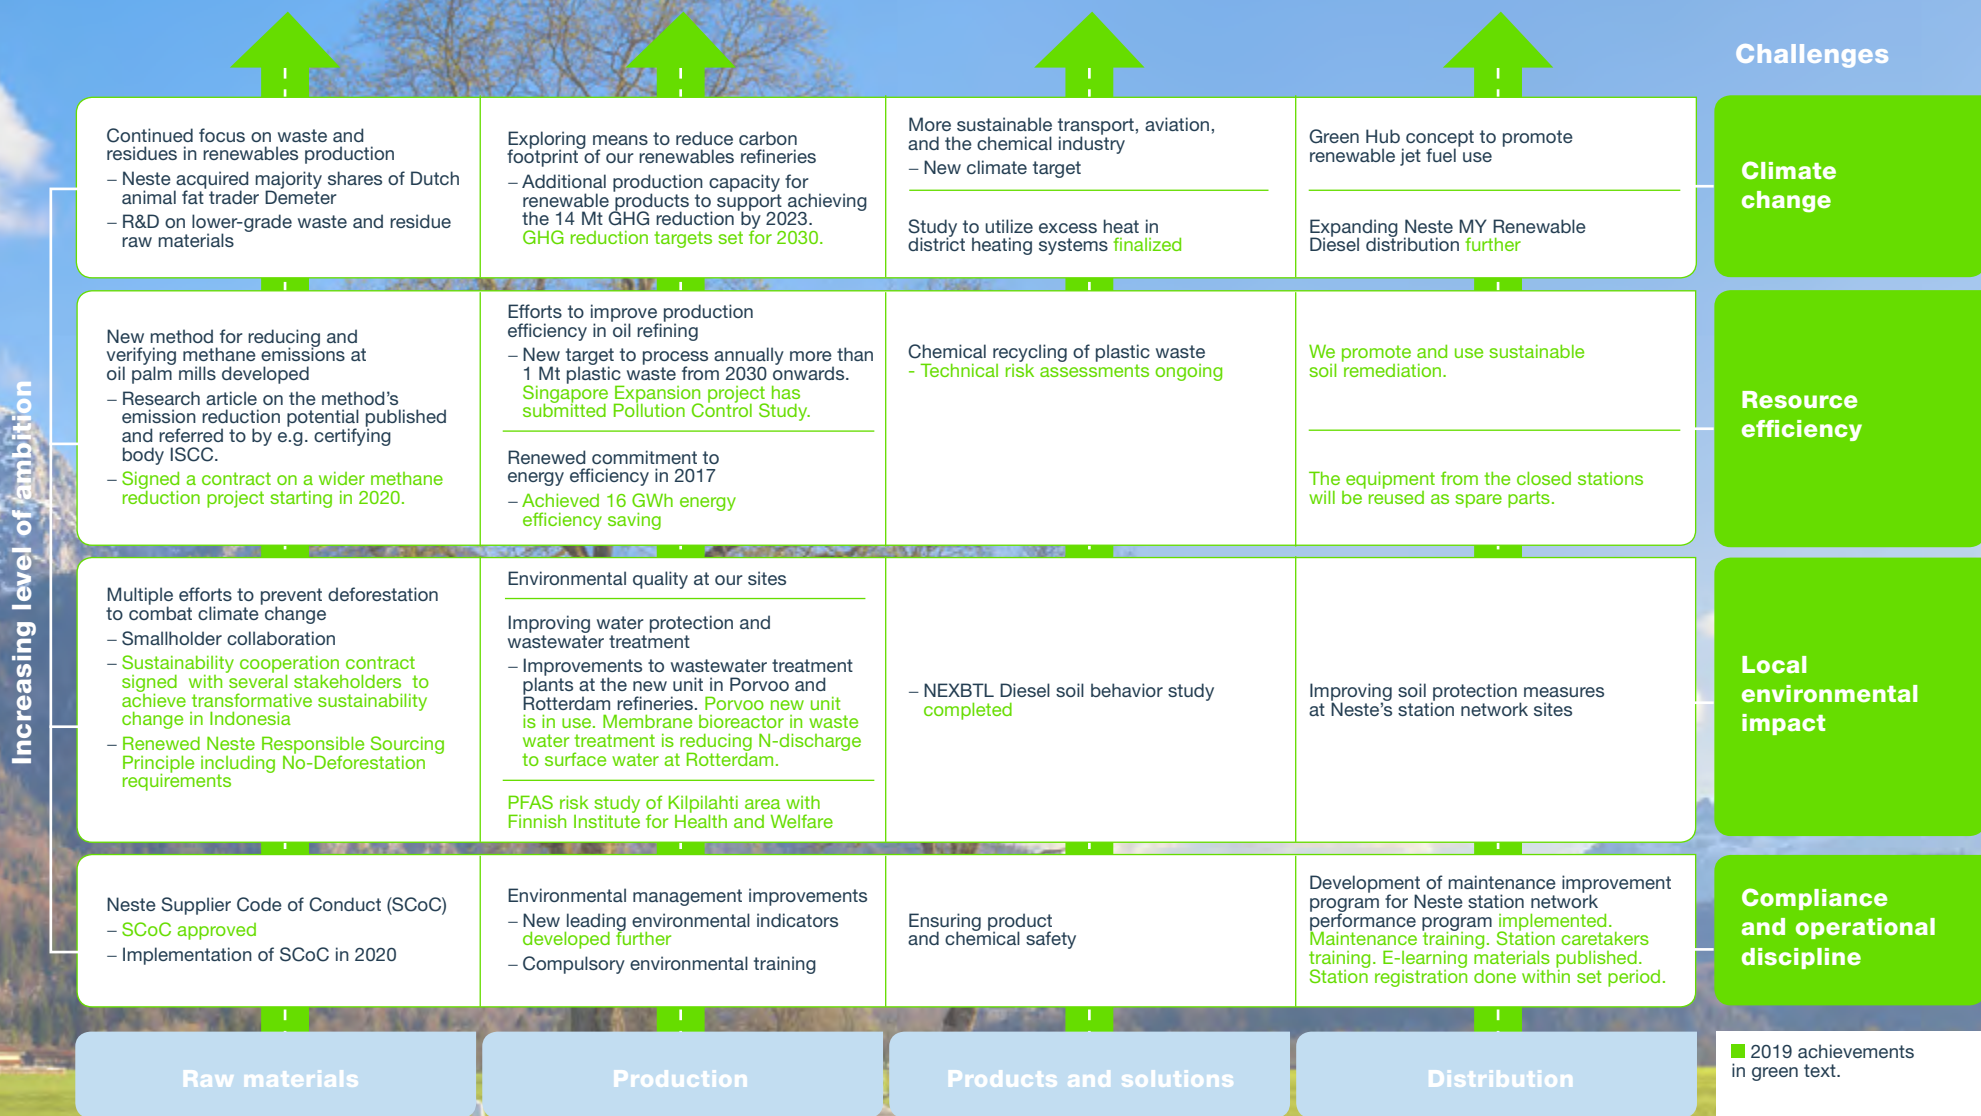 Challenges
Continued focus on waste and
residues in renewables production
– Neste acquired majority shares of Dutch
animal fat trader Demeter
– R&D on lower-grade waste and residue
raw materials
Exploring means to reduce carbon
footprint of our renewables refineries
– Additional production capacity for
renewable products to support achieving
the 14 Mt GHG reduction by 2023.
GHG reduction targets set for 2030.
More sustainable transport, aviation,
and the chemical industry
– New climate target
Study to utilize excess heat in
district heating systems finalized
Green Hub concept to promote
renewable jet fuel use
Expanding Neste MY Renewable
Diesel distribution further
Climate
change
New method for reducing and
verifying methane emissions at
oil palm mills developed
– Research article on the method's
emission reduction potential published
and referred to by e.g. certifying
body ISCC.
– Signed a contract on a wider methane
reduction project starting in 2020.
Efforts to improve production
efficiency in oil refining
– New target to process annually more than
1 Mt plastic waste from 2030 onwards.
Singapore Expansion project has
submitted Pollution Control Study.
Renewed commitment to
energy efficiency in 2017
– Achieved 16 GWh energy
efficiency saving
Chemical recycling of plastic waste
- Technical risk assessments ongoing
We promote and use sustainable
soil remediation.
The equipment from the closed stations
will be reused as spare parts.
Resource
efficiency
Increasing level of ambition
Multiple efforts to prevent deforestation
to combat climate change
– Smallholder collaboration
– Sustainability cooperation contract
signed with several stakeholders to
achieve transformative sustainability
change in Indonesia
– Renewed Neste Responsible Sourcing
Principle including No-Deforestation
requirements
Environmental quality at our sites
Improving water protection and
wastewater treatment
– Improvements to wastewater treatment
plants at the new unit in Porvoo and
Rotterdam refineries. Porvoo new unit
is in use. Membrane bioreactor in waste
water treatment is reducing N-discharge
to surface water at Rotterdam.
PFAS risk study of Kilpilahti area with
Finnish Institute for Health and Welfare
– NEXBTL Diesel soil behavior study
completed
Improving soil protection measures
at Neste's station network sites
Local
environmental
impact
Neste Supplier Code of Conduct (SCoC)
– SCoC approved
– Implementation of SCoC in 2020
Environmental management improvements
– New leading environmental indicators
developed further
– Compulsory environmental training
Ensuring product
and chemical safety
Development of maintenance improvement
program for Neste station network
performance program implemented.
Maintenance training. Station caretakers
training. E-learning materials published.
Station registration done within set period.
Compliance
and operational
discipline
Raw materials
Production
Products and solutions
Distribution
2019 achievements
in green text.